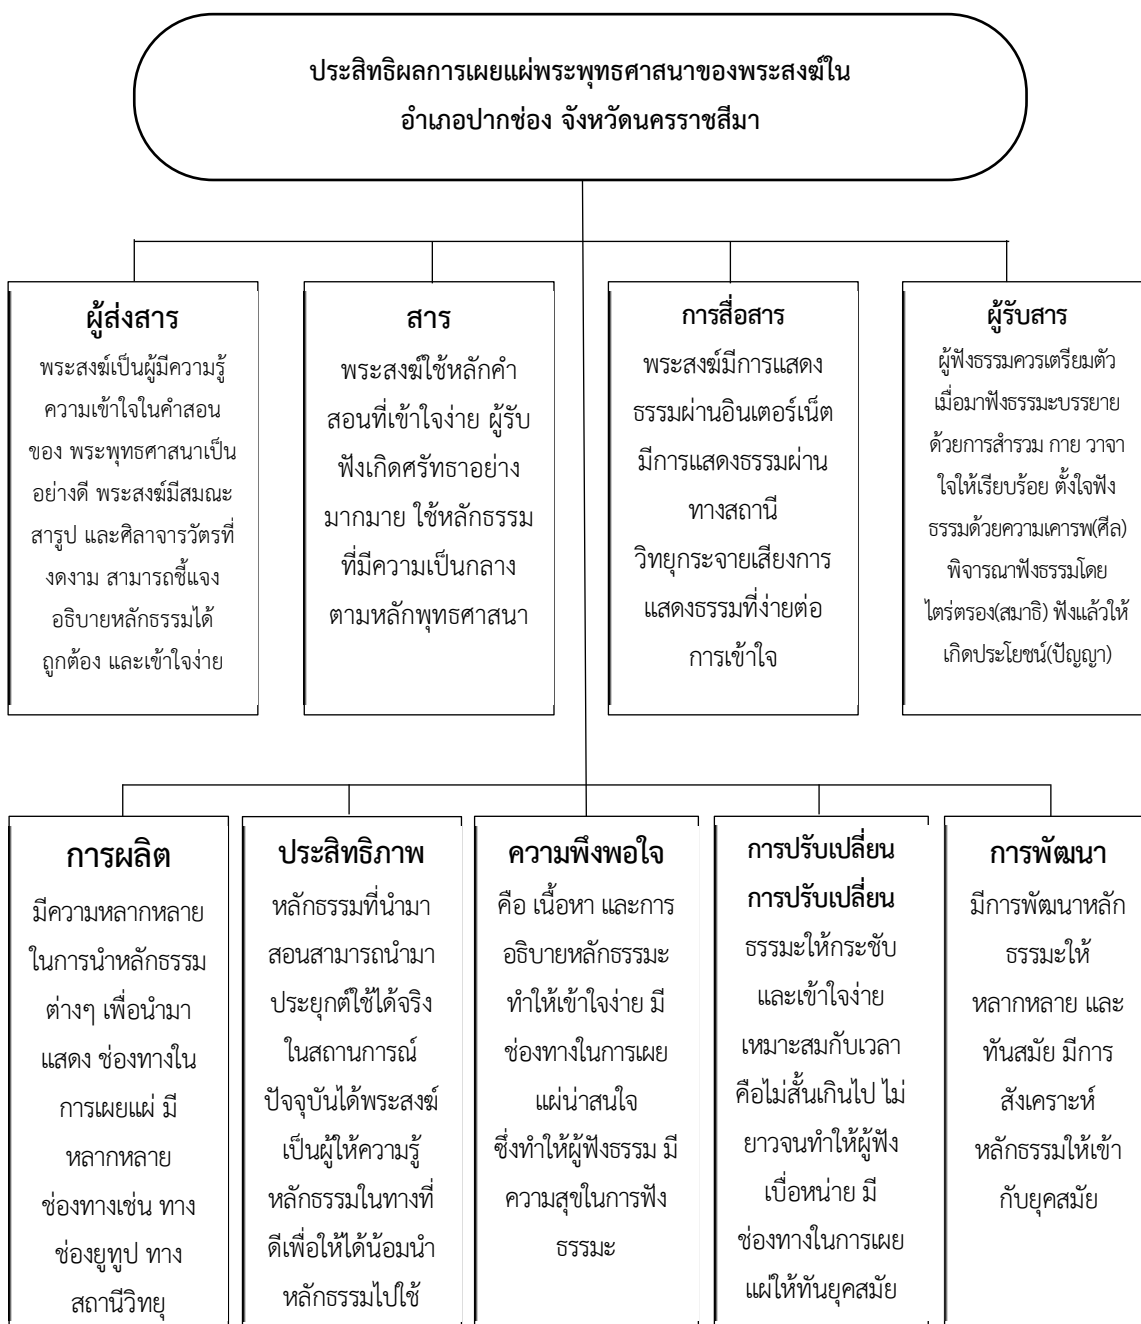 ประสิทธิผลการเผยแผ่พระพุทธศาสนาของพระสงฆ์ใน
อำเภอปากช่อง จังหวัดนครราชสีมา
ผู้ส่งสาร
พระสงฆ์เป็นผู้มีความรู้
ความเข้าใจในคำสอน
ของ พระพุทธศาสนาเป็น
อย่างดี พระสงฆ์มีสมณะ
สารูป และศิลาจารวัตรที่
งดงาม สามารถชี้แจง
อธิบายหลักธรรมได้
ถูกต้อง และเข้าใจง่าย
สาร
พระสงฆ์ใช้หลักคำ
สอนที่เข้าใจง่าย ผู้รับ
ฟังเกิดศรัทธาอย่าง
มากมาย ใช้หลักธรรม
ที่มีความเป็นกลาง
ตามหลักพุทธศาสนา
การสื่อสาร
พระสงฆ์มีการแสดง
ธรรมผ่านอินเตอร์เน็ต
มีการแสดงธรรมผ่าน
ทางสถานี
วิทยุกระจายเสียงการ
แสดงธรรมที่ง่ายต่อ
การเข้าใจ
ผู้รับสาร
ผู้ฟังธรรมควรเตรียมตัว
เมื่อมาฟังธรรมะบรรยาย
ด้วยการสำรวม กาย วาจา
ใจให้เรียบร้อย ตั้งใจฟัง
ธรรมด้วยความเคารพ(ศีล)
พิจารณาฟังธรรมโดย
ไตร่ตรอง(สมาธิ) ฟังแล้วให้
เกิดประโยชน์(ปัญญา)
การผลิต
มีความหลากหลาย
ในการนำหลักธรรม
ต่างๆ เพื่อนำมา
แสดง ช่องทางใน
การเผยแผ่ มี
หลากหลาย
ช่องทางเช่น ทาง
ช่องยูทูป ทาง
สถานีวิทยุ
ประสิทธิภาพ
หลักธรรมที่นำมา
สอนสามารถนำมา
ประยุกต์ใช้ได้จริง
ในสถานการณ์
ปัจจุบันได้พระสงฆ์
เป็นผู้ให้ความรู้
หลักธรรมในทางที่
ดีเพื่อให้ได้น้อมนำ
หลักธรรมไปใช้
ความพึงพอใจ
คือ เนื้อหา และการ
อธิบายหลักธรรมะ
ทำให้เข้าใจง่าย มี
ช่องทางในการเผย
แผ่น่าสนใจ
ซึ่งทำให้ผู้ฟังธรรม มี
ความสุขในการฟัง
ธรรมะ
การปรับเปลี่ยน
การปรับเปลี่ยน
ธรรมะให้กระชับ
และเข้าใจง่าย
เหมาะสมกับเวลา
คือไม่สั้นเกินไป ไม่
ยาวจนทำให้ผู้ฟัง
เบื่อหน่าย มี
ช่องทางในการเผย
แผ่ให้ทันยุคสมัย
การพัฒนา
มีการพัฒนาหลัก
ธรรมะให้
หลากหลาย และ
ทันสมัย มีการ
สังเคราะห์
หลักธรรมให้เข้า
กับยุคสมัย